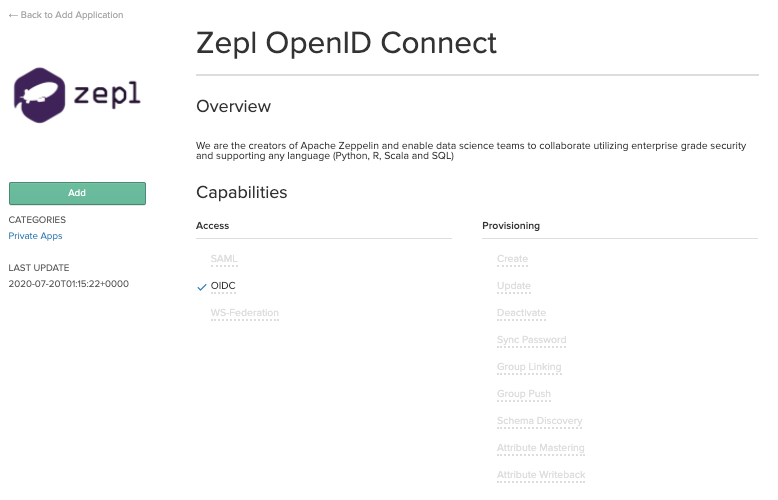 ← Back to Add Application
zepl
Add
CATEGORIES
Private Apps
LAST UPDATE
2020-07-20T01:15:22+0000
Zepl OpenID Connect
Overview
We are the creators of Apache Zeppelin and enable data science teams to collaborate utilizing enterprise grade security
and supporting any language (Python, R, Scala and SQL)
Capabilities
Access
SAML
OIDC
WS-Federation
Provisioning
Create
Update
Deactivate
Sync Password
Group Linking
Group Push
Schema Discovery
Attribute Mastering
Attribute Writeback